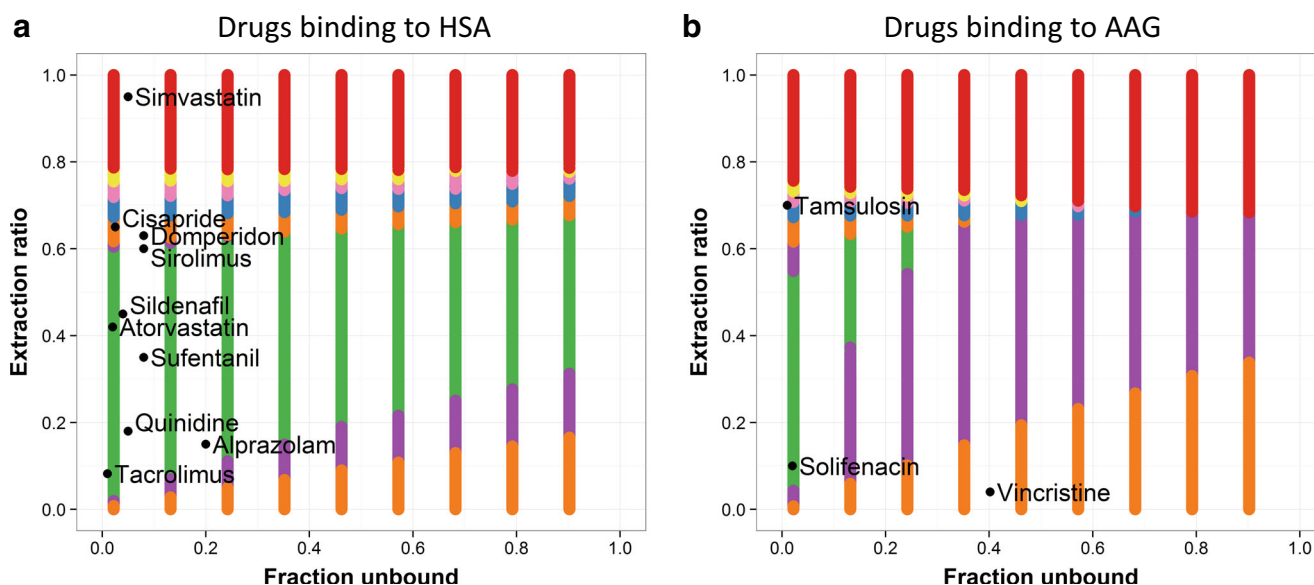 a
Drugs binding to HSA
Extraction ratio
1.0
0.8
0.6
0.4
0.2
0.0
Simvastatin
Cisapride
Domperidon
Sirolimus
Sildenafil
Atorvastatin
Sufentanil
Quinidine
Alprazolam
Tacrolimus
0.0 0.2 0.4 0.6 0.8 1.0
Fraction unbound
b
Drugs binding to AAG
Extraction ratio
1.0
0.8
0.6
0.4
0.2
0.0
Tamsulosin
Solifenacin
Vincristine
0.0 0.2 0.4 0.6 0.8 1.0
Fraction unbound